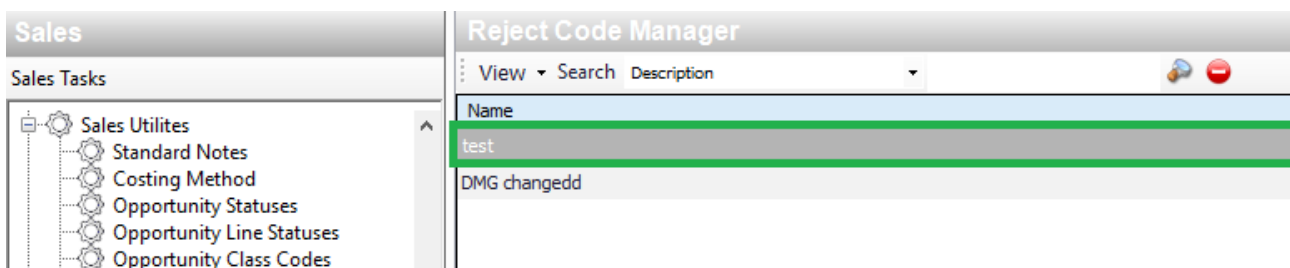 Sales
Sales Tasks
Sales Utilites
Standard Notes
Costing Method
Opportunity Statuses
Opportunity Line Statuses
Opportunity Class Codes
Reject Code Manager
View Search Description
Name
test
DMG changedd